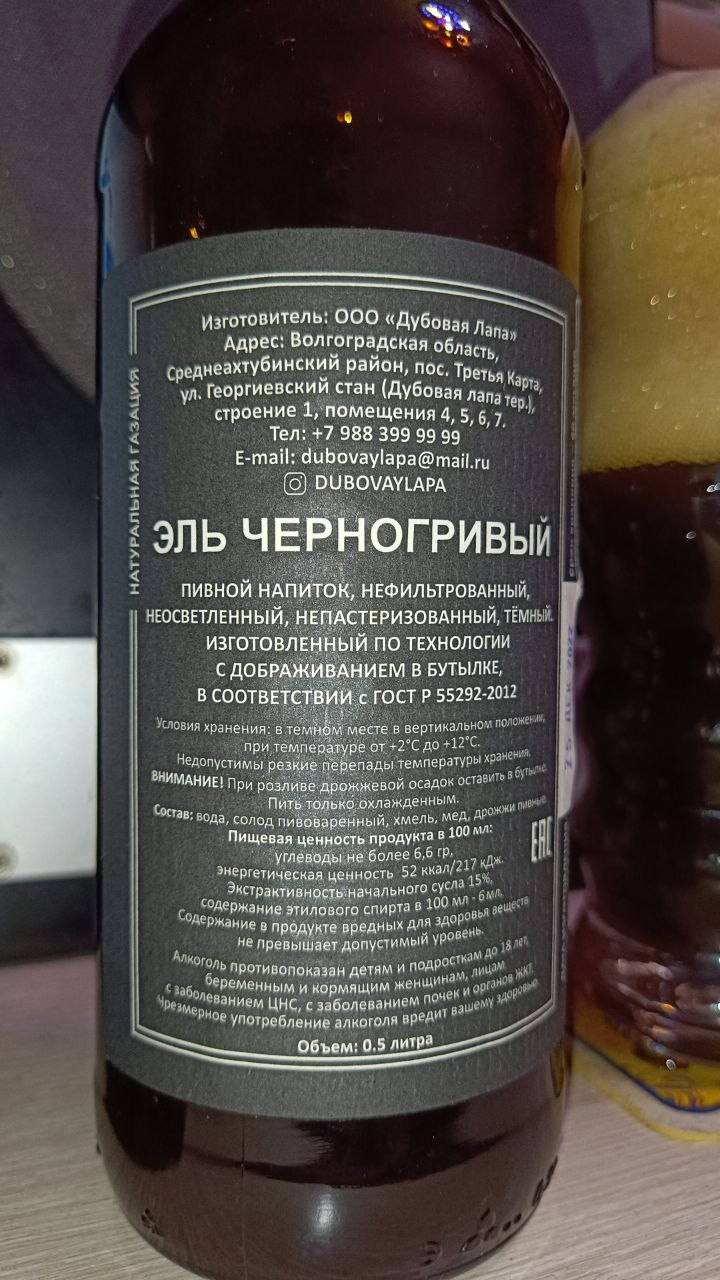 Изготовитель: ООО «Дубовая Лапа»
Адрес: Волгоградская область,
Среднеахтубинский район, пос. Третья Карта,
ул. Георгиевский стан (Дубовая лапа тер.),
строение 1, помещения 4, 5, 6, 7.
Тел: +7 988 399 99 99
E-mail: dubovaylapa@mail.ru
DUBOVAYLAPA
НАТУРАЛЬНАЯ ГАЗАЦИЯ
ЭЛЬ ЧЕРНОГРИВЫЙ
ПИВНОЙ НАПИТОК, НЕФИЛЬТРОВАННЫЙ,
НЕОСВЕТЛЕННЫЙ, НЕПАСТЕРИЗОВАННЫЙ, ТЁМНЫЙ.
ИЗГОТОВЛЕННЫЙ ПО ТЕХНОЛОГИИ
С ДОБРАЖИВАНИЕМ В БУТЫЛКЕ,
В СООТВЕТСТВИИ с ГОСТ Р 55292-2012
Условия хранения: в темном месте в вертикальном положении,
при температуре от +2°С до +12°С.
Недопустимы резкие перепады температуры хранения.
ВНИМАНИЕ! При розливе дрожжевой осадок оставить в бутылке.
Пить только охлажденным.
Состав: вода, солод пивоваренный, хмель, мед, дрожжи пивные.
Пищевая ценность продукта в 100 мл:
углеводы не более 6,6 гр,
энергетическая ценность 52 ккал/217 кДж.
Экстрактивность начального сусла 15%,
содержание этилового спирта в 100 мл - 6 мл.
Содержание в продукте вредных для здоровья веществ
не превышает допустимый уровень.
ЕАС
Алкоголь противопоказан детям и подросткам до 18 лет,
беременным и кормящим женщинам, лицам
с заболеванием ЦНС, с заболеванием почек и органов ЖКТ.
Чрезмерное употребление алкоголя вредит вашему здоровью.
Объем: 0.5 литра
25 ДЕК 2022